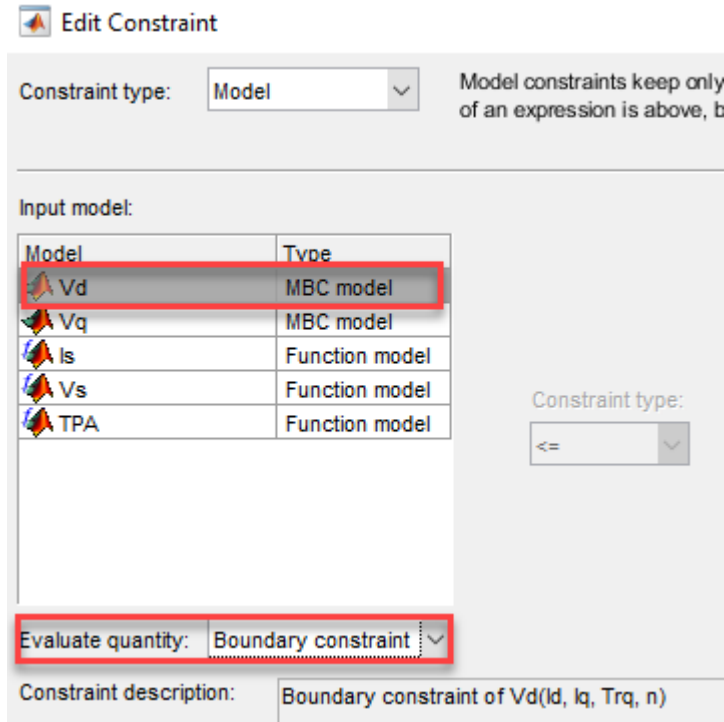 Edit Constraint
Constraint type: Model Model constraints keep only
of an expression is above, b
Input model:
Model Type
Vd MBC model
Vq MBC model
Is Function model
Vs Function model
TPA Function model
Constraint type:
<=
Evaluate quantity: Boundary constraint
Constraint description: Boundary constraint of Vd(Id, Iq, Trq, n)